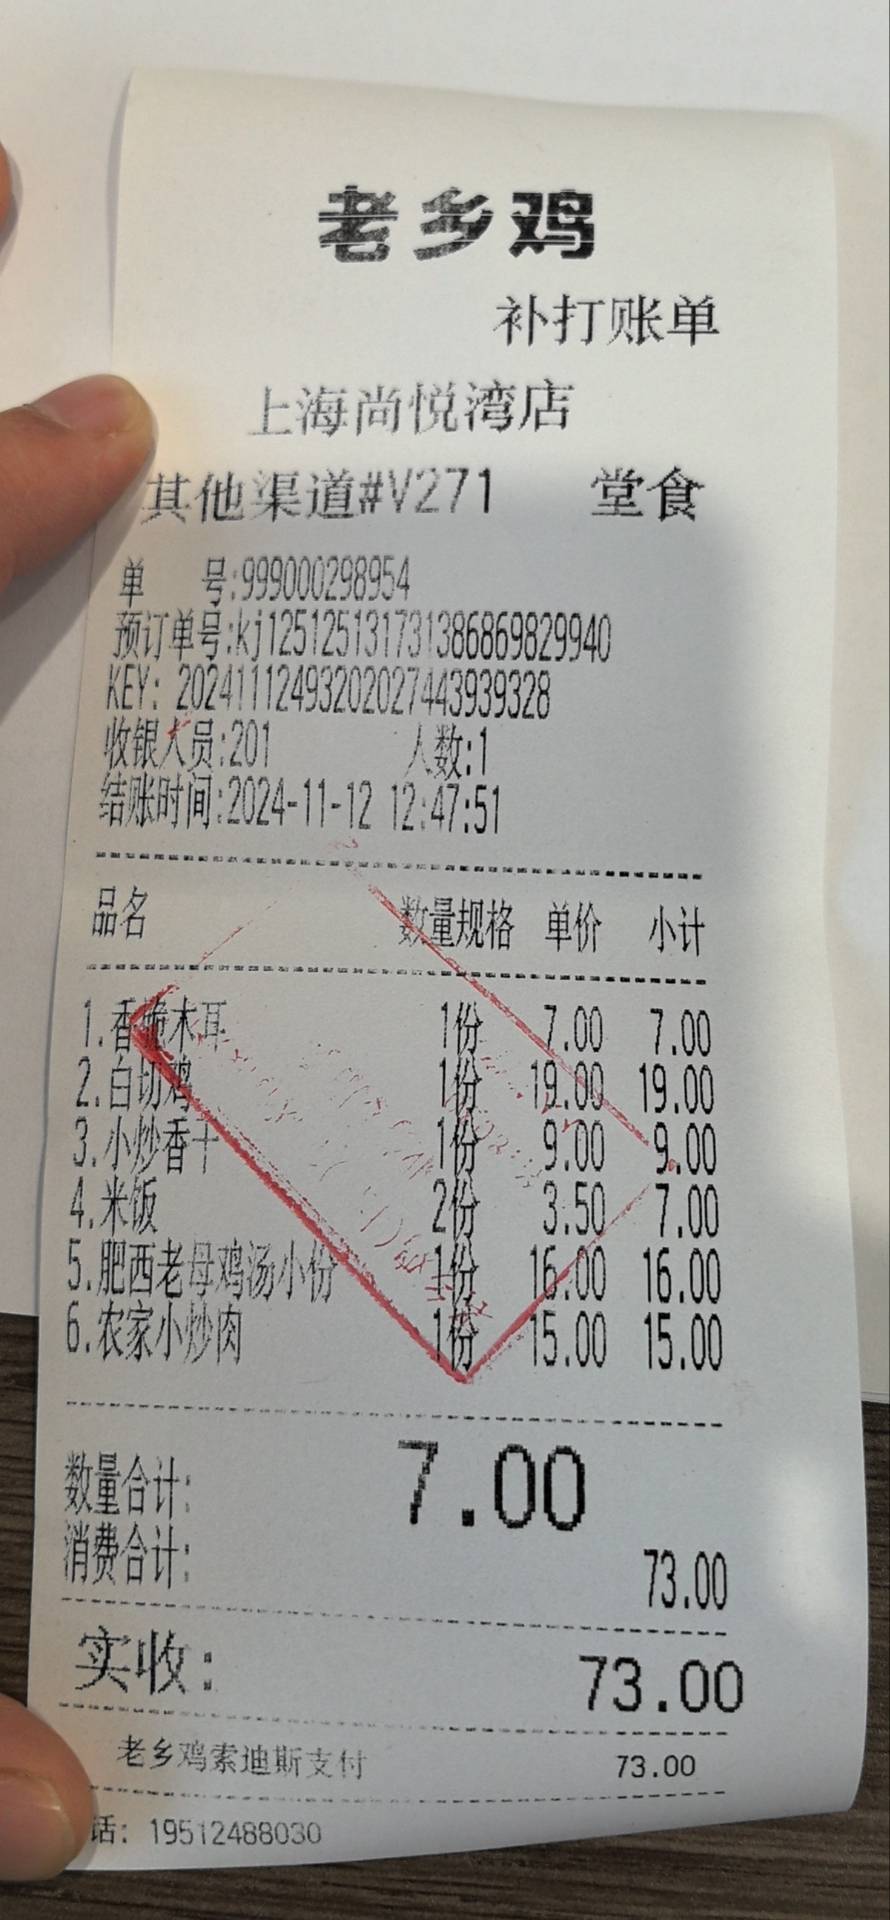 老乡鸡
补打账单
上海尚悦湾店
其他渠道#V271 堂食
单 号:999000298954
预订单号:kj125125131731386869829940
KEY: 2024111249320202744393​9328
收银人员:201 人数:1
结账时间:2024-11-12 12:47:51
品名 数量规格 单价 小计
1.香脆木耳 1份 7.00 7.00
2.白切鸡 1份 19.00 19.00
3.小炒香干 1份 9.00 9.00
4.米饭 2份 3.50 7.00
5.肥西老母鸡汤小份 1份 16.00 16.00
6.农家小炒肉 1份 15.00 15.00
数量合计: 7.00
消费合计: 73.00
实收: 73.00
老乡鸡索迪斯支付 73.00
话: 19512488030